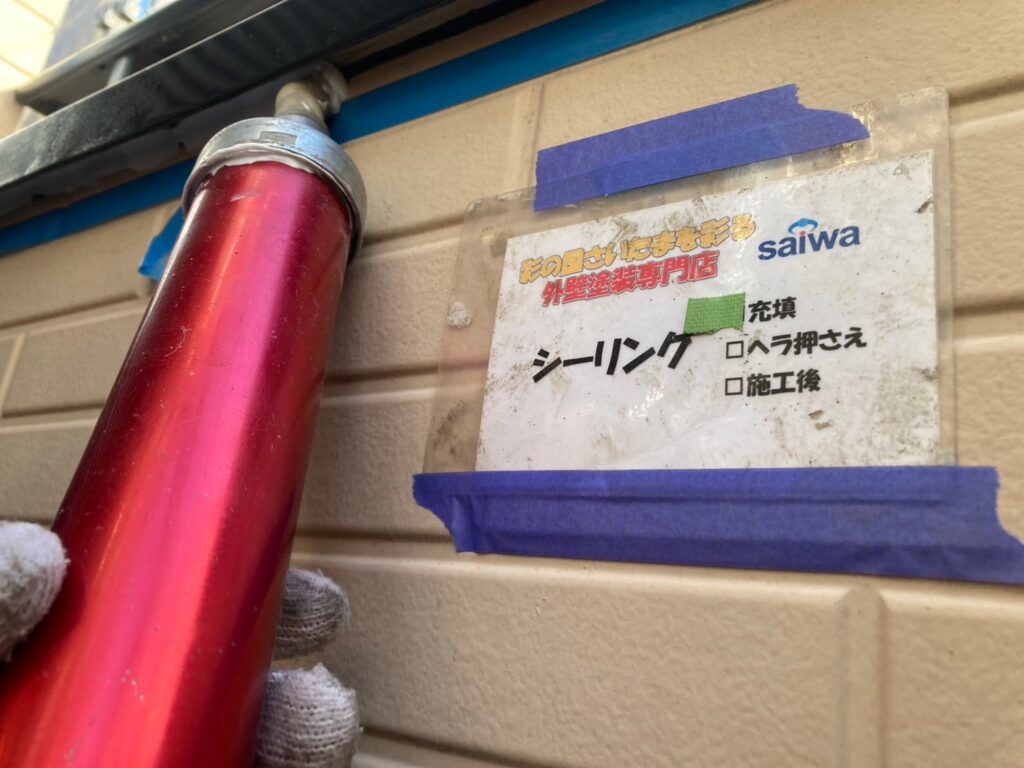 彩の国さいたまを彩る
外壁塗装専門店
saiwa
シーリング
充填
□ヘラ押さえ
□施工後